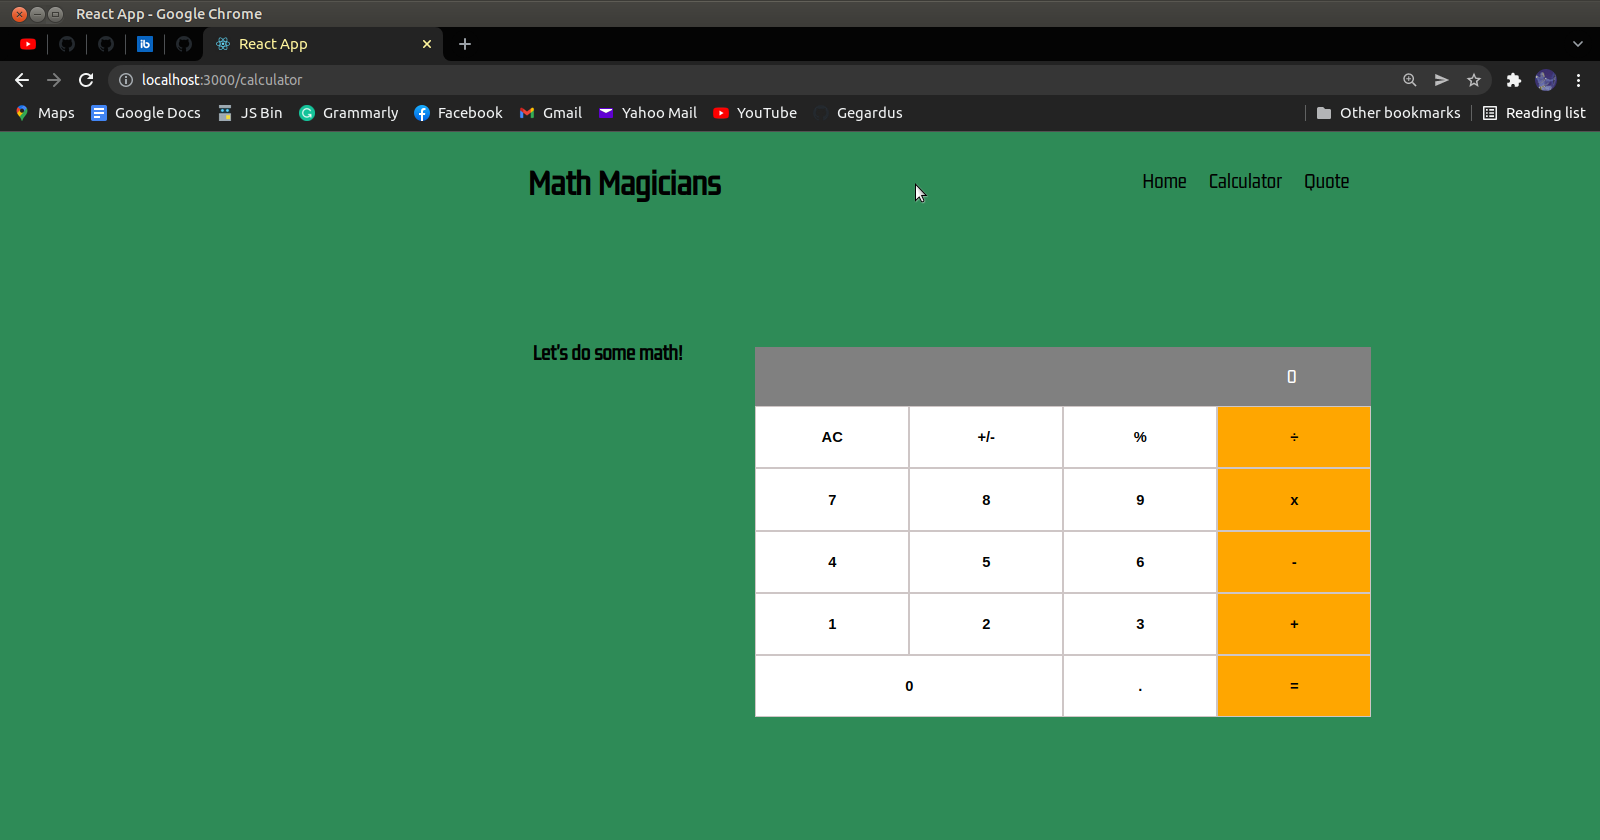 React App - Google Chrome
React App
localhost:3000/calculator
Maps Google Docs JS Bin Grammarly Facebook Gmail Yahoo Mail YouTube Gegardus Other bookmarks Reading list
Math Magicians Home Calculator Quote
Let's do some math!
0
AC +/- % ÷
7 8 9 x
4 5 6 -
1 2 3 +
0 . =